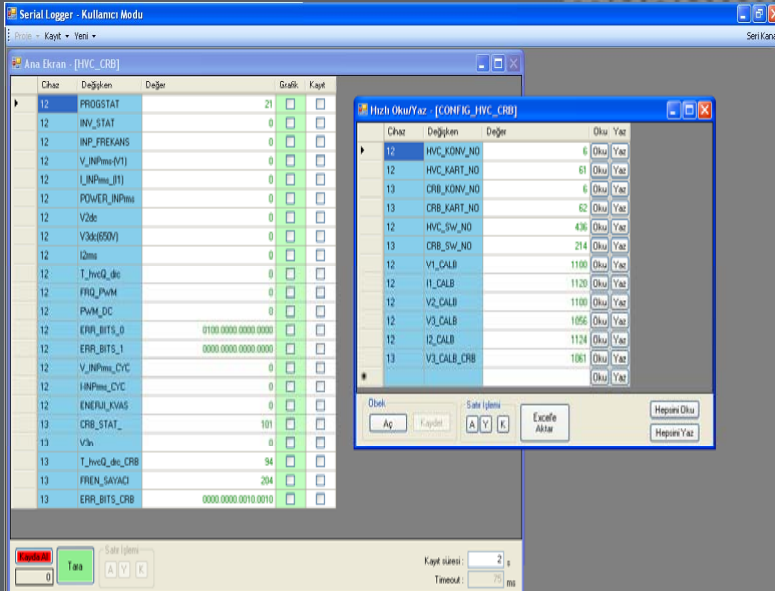 Serial Logger - Kullanıcı Modu
Proje Kayıt Yeni
Seri Kana
Ana Ekran - [HVC_CRB]
Cihaz Değişken Değer Grafik Kayıt
12 PROGSTAT 21
12 INV_STAT 0
12 INP_FREKANS 0
12 V_INPrms-(V1) 0
12 I_INPrms_(I1) 0
12 POWER_INPrms 0
12 V2dc 0
12 V3dc(650V) 0
12 I2rms 0
12 T_hvcQ_drc 0
12 FRQ_PWM 0
12 PWM_DC 0
12 ERR_BITS_0 0100.0000.0000.0000
12 ERR_BITS_1 0000.0000.0000.0000
12 V_INPrms_CYC 0
12 I-INPrms_CYC 0
12 ENERJI_KVAS 0
13 CRB_STAT_ 101
13 V3n 0
13 T_hvcQ_drc_CRB 94
13 FREN_SAYACI 204
13 ERR_BITS_CRB 0000.0000.0010.0010
Kayda Al
0
Tara
Satır İşlemi
A Y K
Kayıt süresi : 2 s
Timeout : 75 ms
Hızlı Oku/Yaz - [CONFIG_HVC_CRB]
Cihaz Değişken Değer Oku Yaz
12 HVC_KONV_NO 6 Oku Yaz
12 HVC_KART_NO 61 Oku Yaz
13 CRB_KONV_NO 6 Oku Yaz
13 CRB_KART_NO 62 Oku Yaz
12 HVC_SW_NO 436 Oku Yaz
13 CRB_SW_NO 214 Oku Yaz
12 V1_CALB 1100 Oku Yaz
12 I1_CALB 1120 Oku Yaz
12 V2_CALB 1100 Oku Yaz
12 V3_CALB 1056 Oku Yaz
12 I2_CALB 1124 Oku Yaz
13 V3_CALB_CRB 1061 Oku Yaz
Oku Yaz
Öbek
Aç Kaydet
Satır İşlemi
A Y K
Excel'e
Aktar
Hepsini Oku
Hepsini Yaz